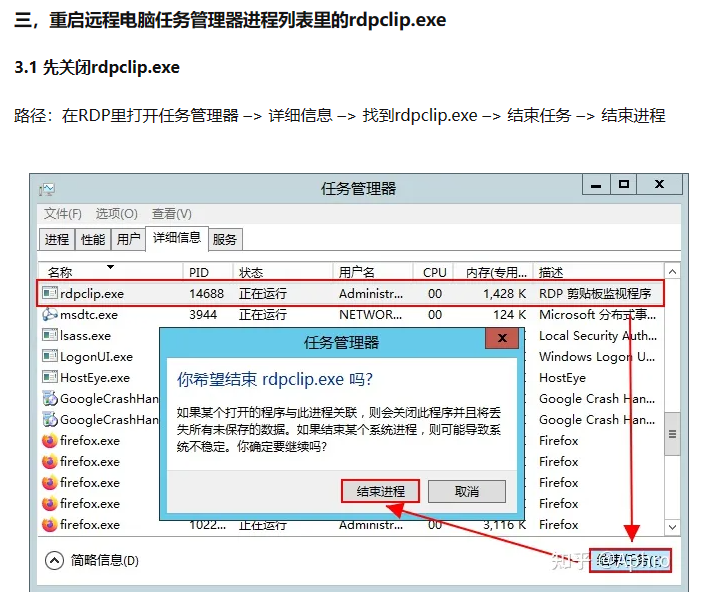 三，重启远程电脑任务管理器进程列表里的rdpclip.exe
3.1 先关闭rdpclip.exe
路径：在RDP里打开任务管理器 –> 详细信息 –> 找到rdpclip.exe –> 结束任务 –> 结束进程
任务管理器
文件(F) 选项(O) 查看(V)
进程 性能 用户 详细信息 服务
名称 PID 状态 用户名 CPU 内存(专用... 描述
rdpclip.exe 14688 正在运行 Administr... 00 1,428 K RDP 剪贴板监视程序
msdtc.exe 3944 正在运行 NETWOR... 00 124 K Microsoft 分布式事...
lsass.exe Local Security Auth...
LogonUI.exe Windows Logon U...
HostEye.exe HostEye
GoogleCrashHan Google Crash Han...
GoogleCrashHan Google Crash Han...
firefox.exe Firefox
firefox.exe Firefox
firefox.exe Firefox
firefox.exe Firefox
firefox.exe 1022... 正在运行 Administr... 00 3,116 K Firefox
任务管理器
你希望结束 rdpclip.exe 吗?
如果某个打开的程序与此进程关联，则会关闭此程序并且将丢
失所有未保存的数据。如果结束某个系统进程，则可能导致系
统不稳定。你确定要继续吗?
结束进程 取消
简略信息(D)
结束任务(E)
知乎